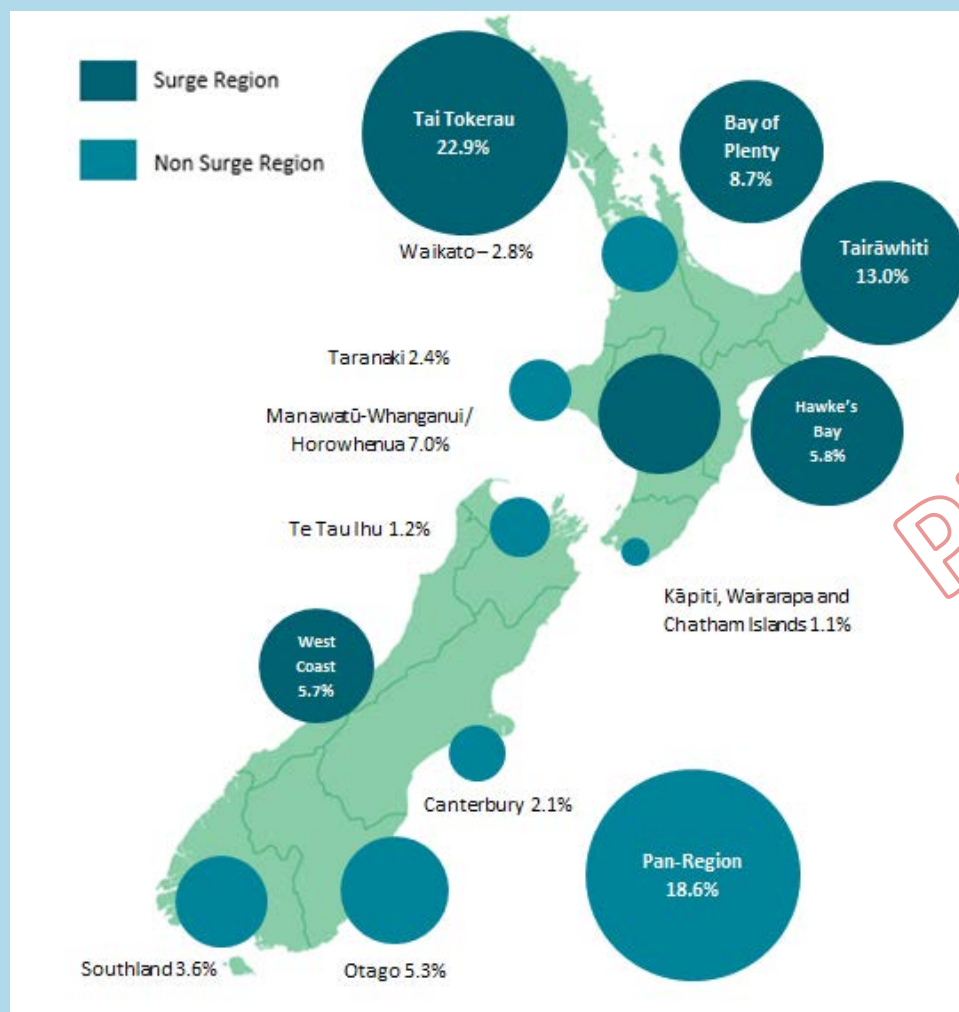 Surge Region
Non Surge Region
Tai Tokerau
22.9%
Bay of
Plenty
8.7%
Waikato – 2.8%
Tairāwhiti
13.0%
Taranaki 2.4%
Manawatū-Whanganui /
Horowhenua 7.0%
Hawke's
Bay
5.8%
Te Tau Ihu 1.2%
Kāpiti, Wairarapa and
Chatham Islands 1.1%
West
Coast
5.7%
Canterbury 2.1%
Pan-Region
18.6%
Southland 3.6%
Otago 5.3%